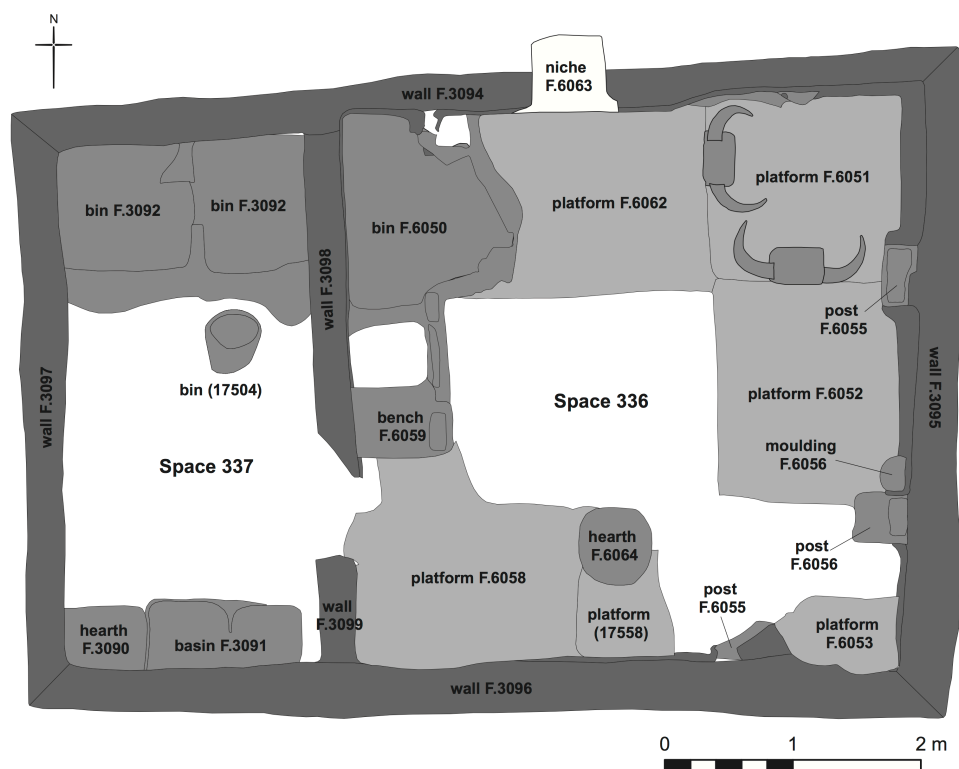 N
niche
F.6063
wall F.3094
bin F.3092
bin F.3092
bin F.6050
platform F.6062
platform F.6051
wall F.3098
post
F.6055
wall F.3097
bin (17504)
wall F.3095
platform F.6052
Space 336
bench
F.6059
moulding
F.6056
Space 337
hearth
F.6064
post
F.6056
platform F.6058
post
F.6055
wall
F.3099
platform
(17558)
platform
F.6053
hearth
F.3090
basin F.3091
wall F.3096
0 1 2 m